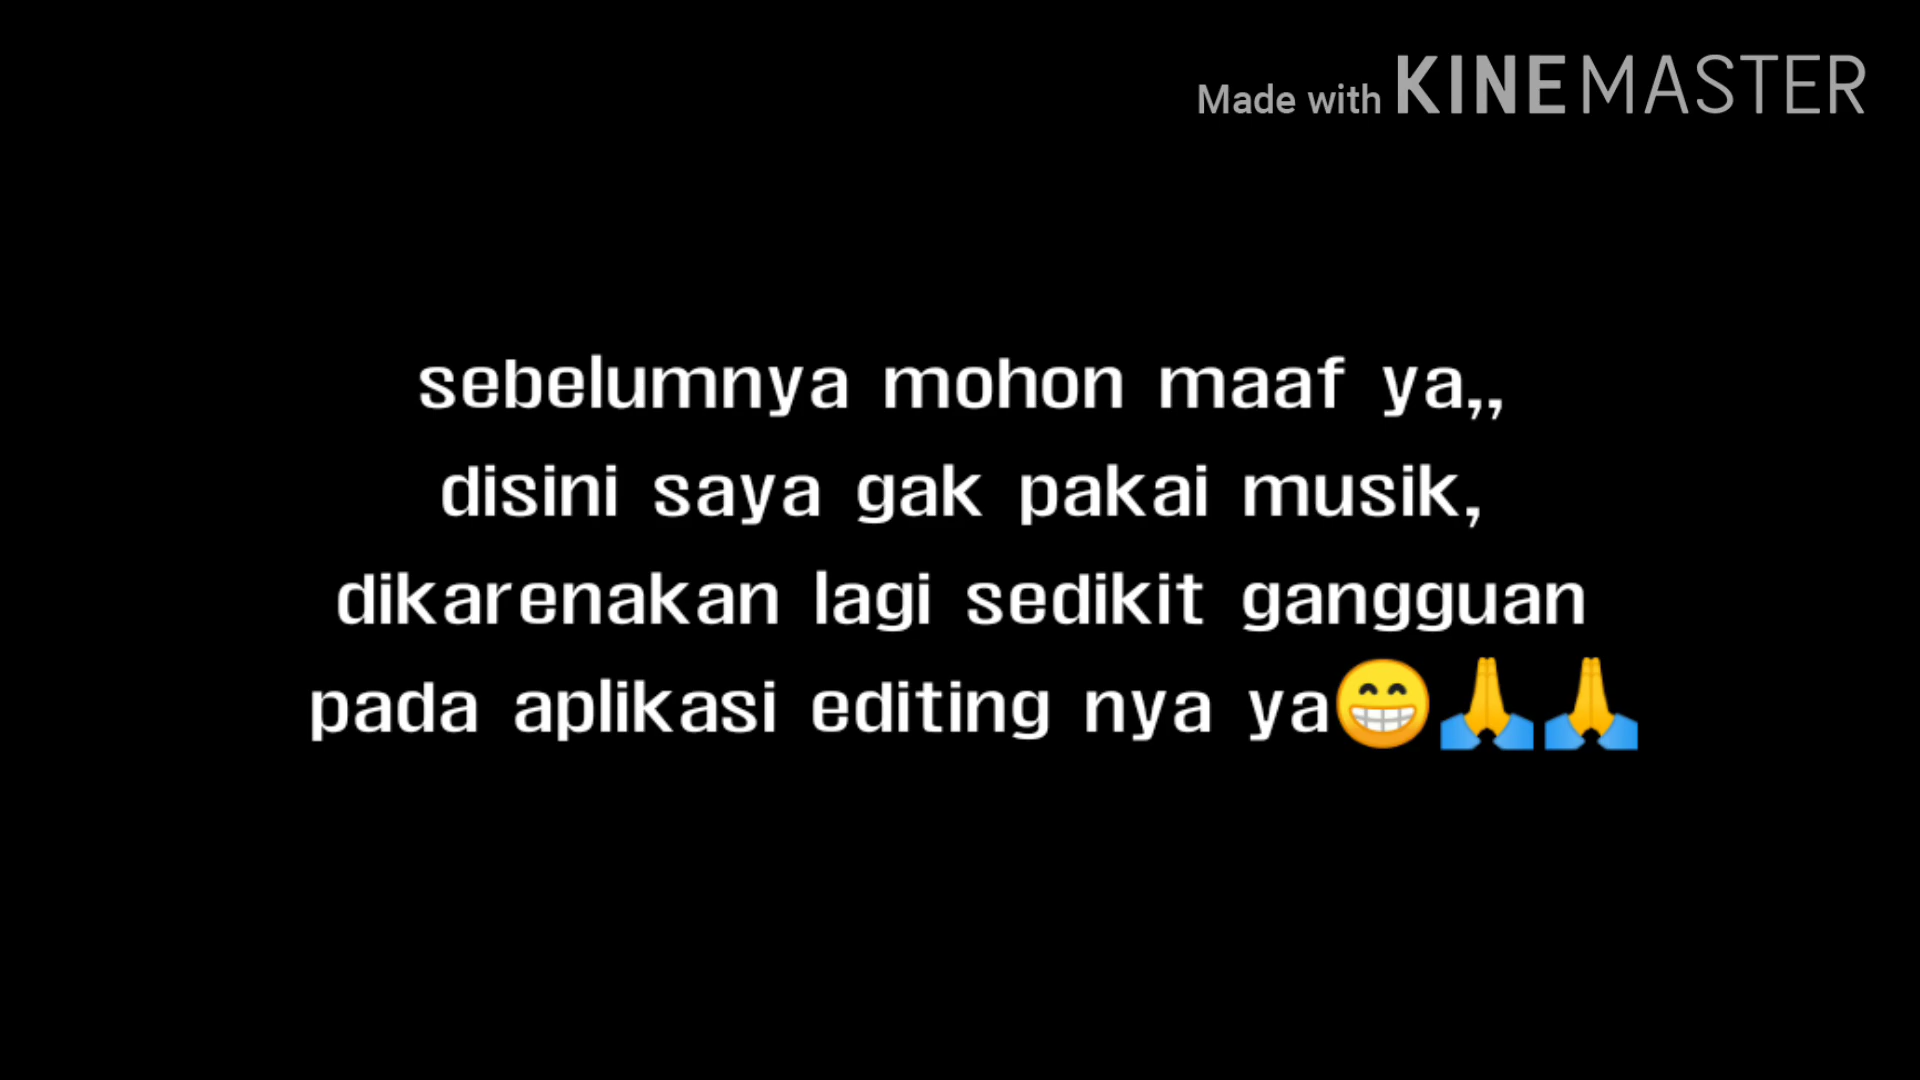 Made with KINEMASTER
sebelumnya mohon maaf ya,,
disini saya gak pakai musik,
dikarenakan lagi sedikit gangguan
pada aplikasi editing nya ya😁🙏🙏